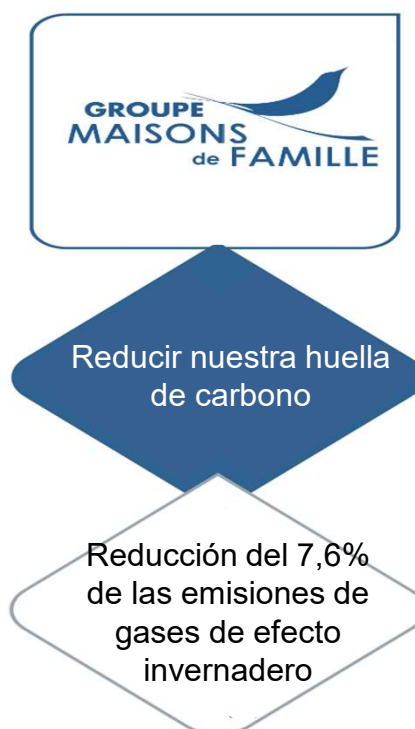 GROUPE
MAISONS
de FAMILLE
Reducir nuestra huella
de carbono
Reducción del 7,6%
de las emisiones de
gases de efecto
invernadero